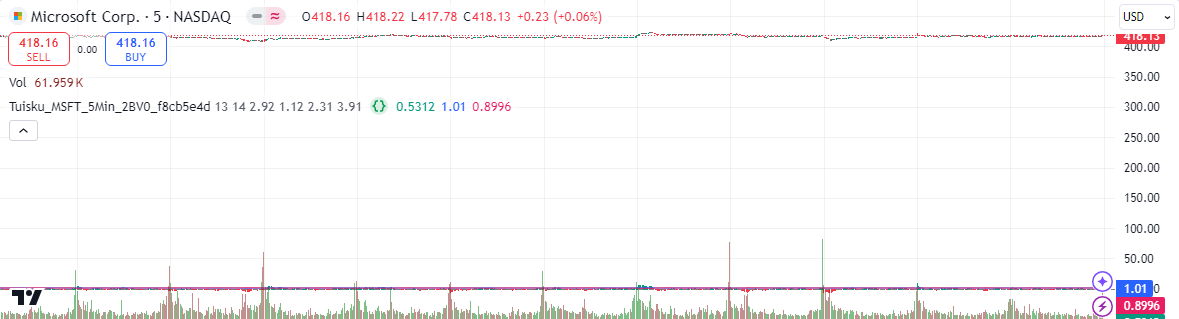 Microsoft Corp. · 5 · NASDAQ O418.16 H418.22 L417.78 C418.13 +0.23 (+0.06%) USD
418.16 SELL 0.00 418.16 BUY
418.13
400.00
Vol 61.959K
350.00
Tuisku_MSFT_5Min_2BV0_f8cb5e4d 13 14 2.92 1.12 2.31 3.91 {} 0.5312 1.01 0.8996
300.00
250.00
200.00
150.00
100.00
50.00
1.01
0.8996